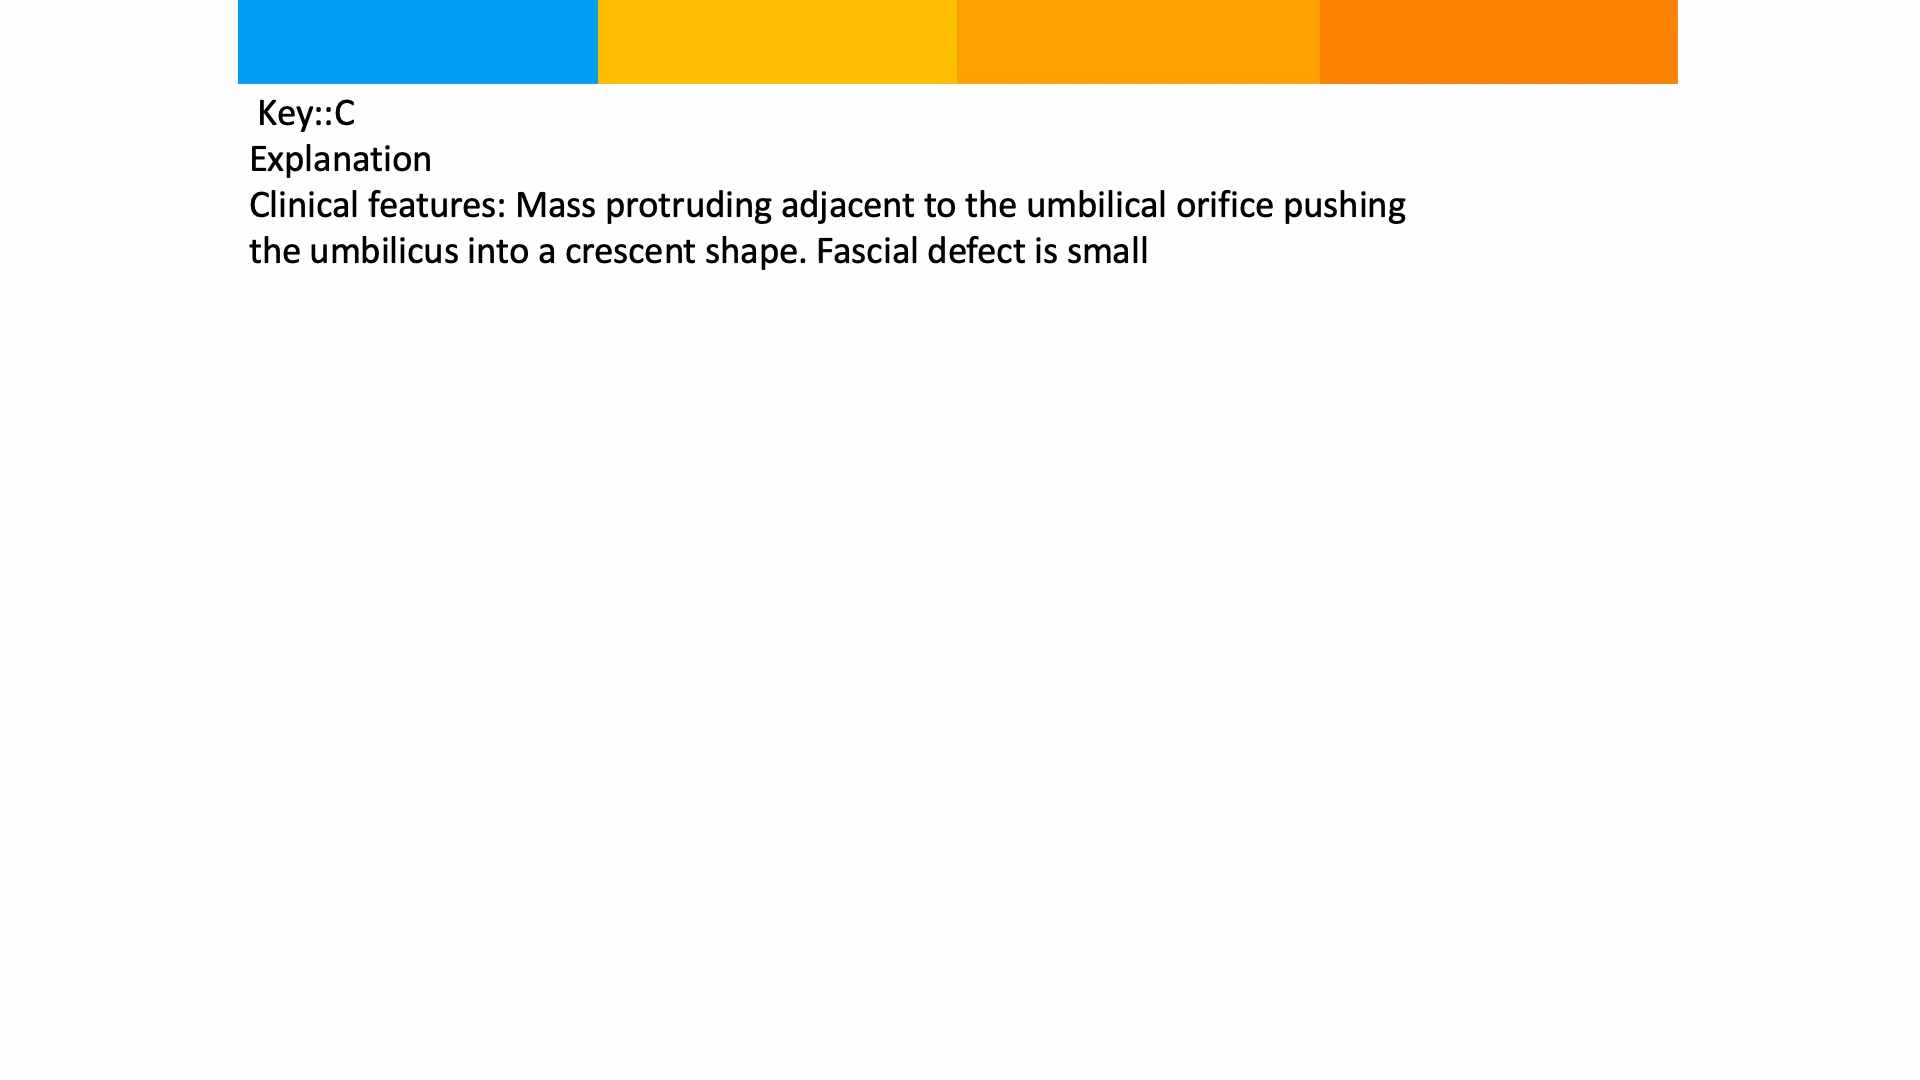 Key::C
Explanation
Clinical features: Mass protruding adjacent to the umbilical orifice pushing
the umbilicus into a crescent shape. Fascial defect is small